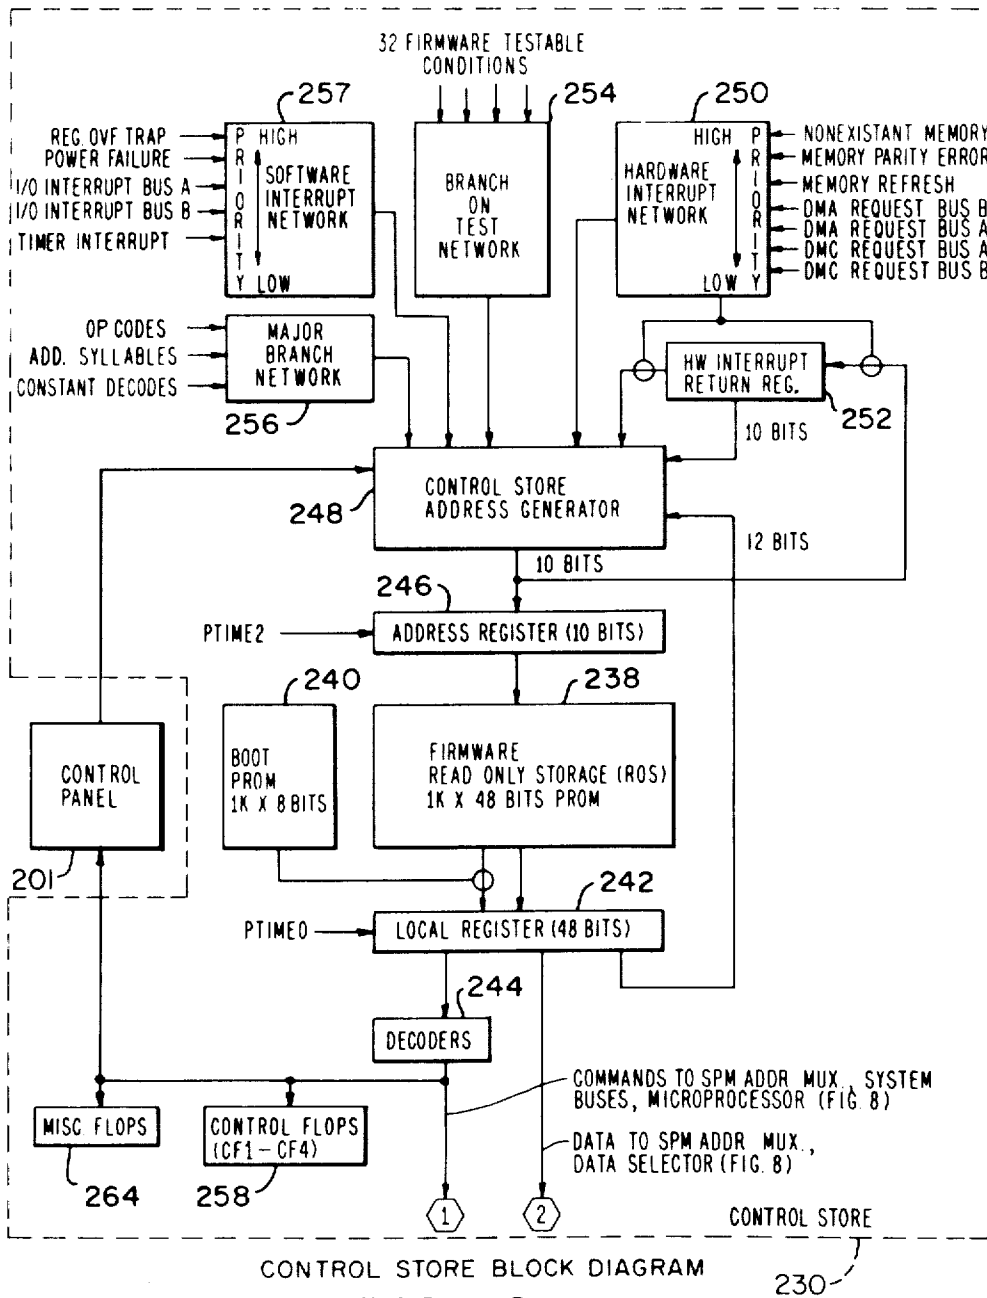 32 FIRMWARE TESTABLE
CONDITIONS
257
254
250
REG. OVF TRAP
POWER FAILURE
I/O INTERRUPT BUS A
I/O INTERRUPT BUS B
TIMER INTERRUPT
PRIORITY
HIGH
SOFTWARE
INTERRUPT
NETWORK
LOW
BRANCH
ON
TEST
NETWORK
HIGH
HARDWARE
INTERRUPT
NETWORK
LOW
PRIORITY
NONEXISTANT MEMORY
MEMORY PARITY ERROR
MEMORY REFRESH
DMA REQUEST BUS B
DMA REQUEST BUS A
DMC REQUEST BUS A
DMC REQUEST BUS B
OP CODES
ADD. SYLLABLES
CONSTANT DECODES
MAJOR
BRANCH
NETWORK
256
HW INTERRUPT
RETURN REG.
252
10 BITS
248
CONTROL STORE
ADDRESS GENERATOR
12 BITS
10 BITS
246
PTIME2
ADDRESS REGISTER (10 BITS)
240
238
BOOT
PROM
1K X 8 BITS
FIRMWARE
READ ONLY STORAGE (ROS)
1K X 48 BITS PROM
CONTROL
PANEL
201
242
PTIME0
LOCAL REGISTER (48 BITS)
244
DECODERS
COMMANDS TO SPM ADDR MUX., SYSTEM
BUSES, MICROPROCESSOR (FIG. 8)
MISC FLOPS
264
CONTROL FLOPS
(CF1-CF4)
258
DATA TO SPM ADDR MUX.,
DATA SELECTOR (FIG. 8)
1
2
CONTROL STORE
CONTROL STORE BLOCK DIAGRAM
230